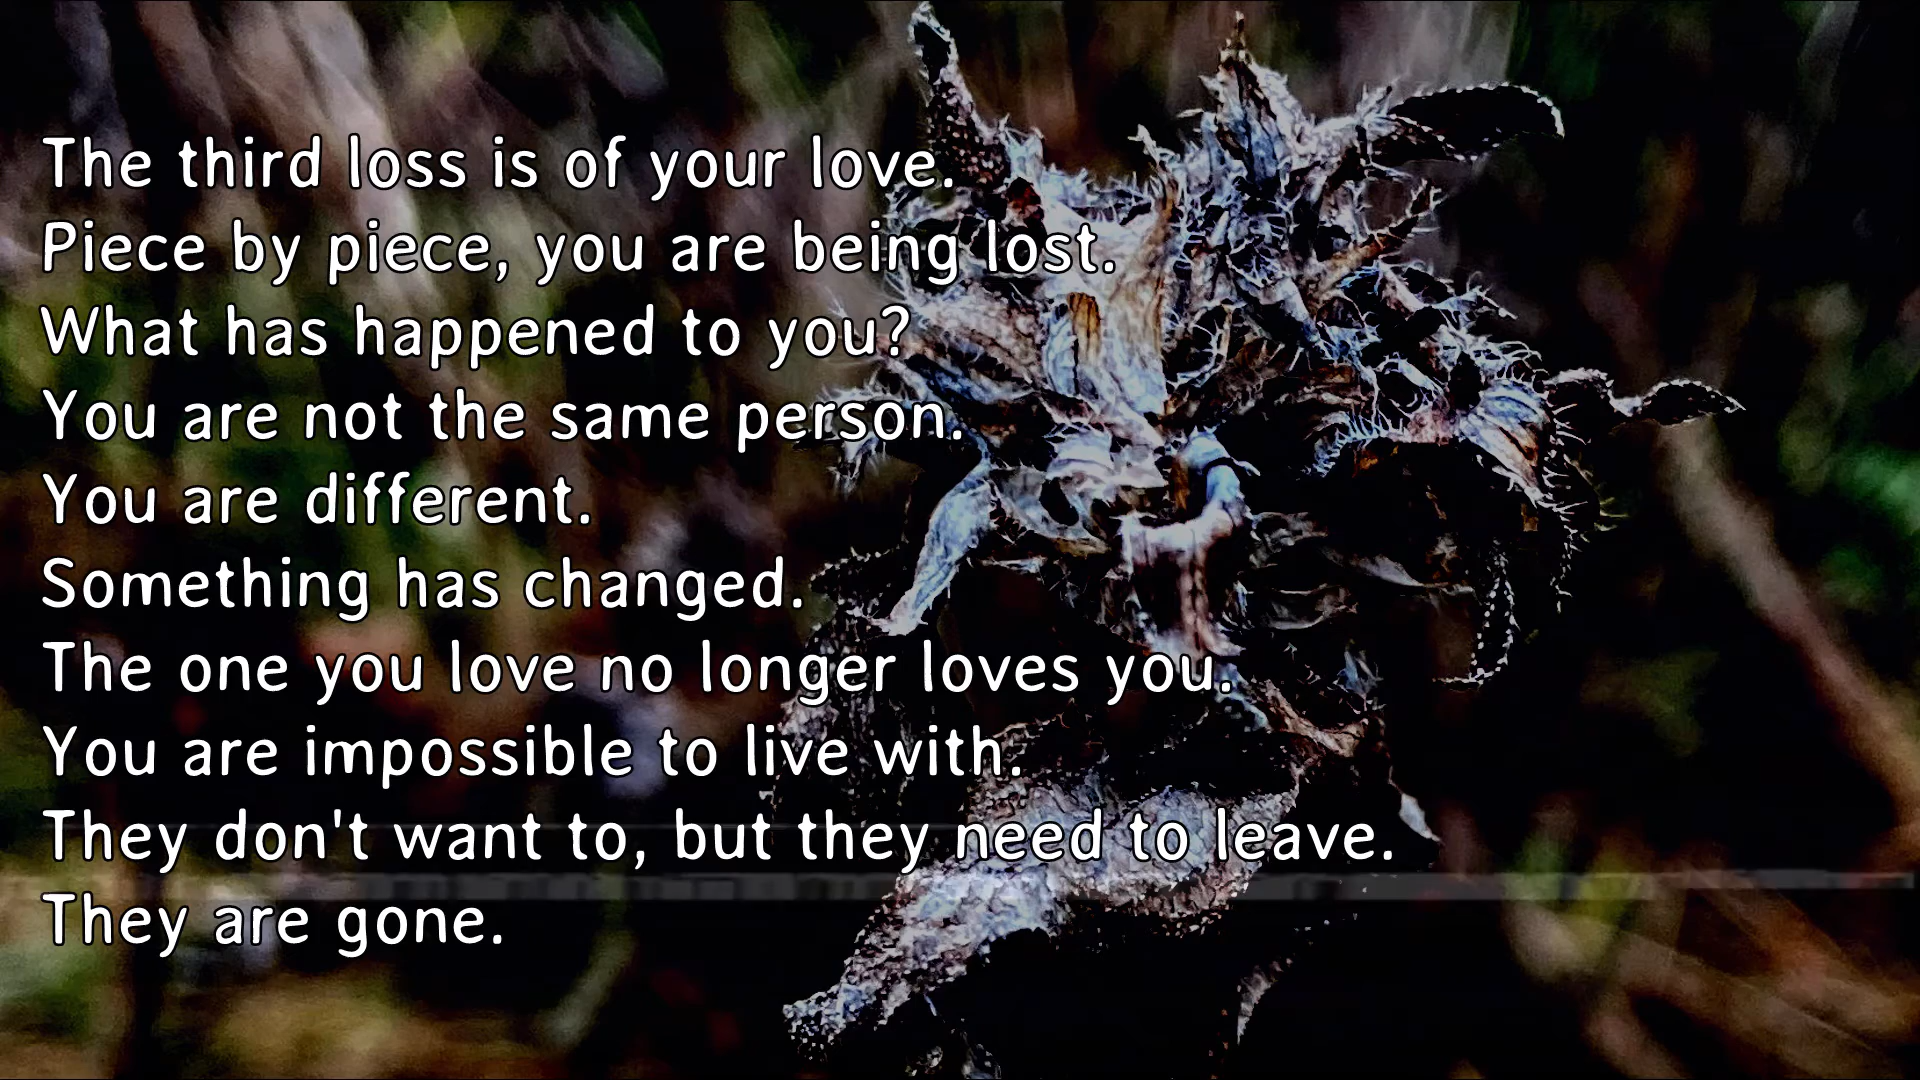 The third loss is of your love.
Piece by piece, you are being lost.
What has happened to you?
You are not the same person.
You are different.
Something has changed.
The one you love no longer loves you.
You are impossible to live with.
They don't want to, but they need to leave.
They are gone.